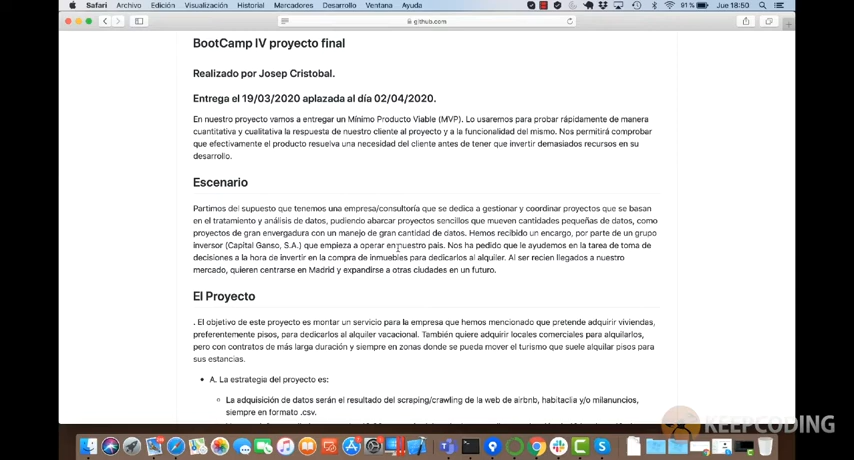 Safari Archivo Edición Visualización Historial Marcadores Desarrollo Ventana Ayuda 91 % Jue 18:50
github.com
BootCamp IV proyecto final
Realizado por Josep Cristobal.
Entrega el 19/03/2020 aplazada al día 02/04/2020.
En nuestro proyecto vamos a entregar un Mínimo Producto Viable (MVP). Lo usaremos para probar rápidamente de manera
cuantitativa y cualitativa la respuesta de nuestro cliente al proyecto y a la funcionalidad del mismo. Nos permitirá comprobar
que efectivamente el producto resuelva una necesidad del cliente antes de tener que invertir demasiados recursos en su
desarrollo.
Escenario
Partimos del supuesto que tenemos una empresa/consultoría que se dedica a gestionar y coordinar proyectos que se basan
en el tratamiento y análisis de datos, pudiendo abarcar proyectos sencillos que mueven cantidades pequeñas de datos, como
proyectos de gran envergadura con un manejo de gran cantidad de datos. Hemos recibido un encargo, por parte de un grupo
inversor (Capital Ganso, S.A.) que empieza a operar en nuestro pais. Nos ha pedido que le ayudemos en la tarea de toma de
decisiones a la hora de invertir en la compra de inmuebles para dedicarlos al alquiler. Al ser recien llegados a nuestro
mercado, quieren centrarse en Madrid y expandirse a otras ciudades en un futuro.
El Proyecto
. El objetivo de este proyecto es montar un servicio para la empresa que hemos mencionado que pretende adquirir viviendas,
preferentemente pisos, para dedicarlos al alquiler vacacional. También quiere adquirir locales comerciales para alquilarlos,
pero con contratos de más larga duración y siempre en zonas donde se pueda mover el turismo que suele alquilar pisos para
sus estancias.
A. La estrategia del proyecto es:
La adquisición de datos serán el resultado del scraping/crawling de la web de airbnb, habitaclia y/o milanuncios,
siempre en formato .csv.
KEEPCODING